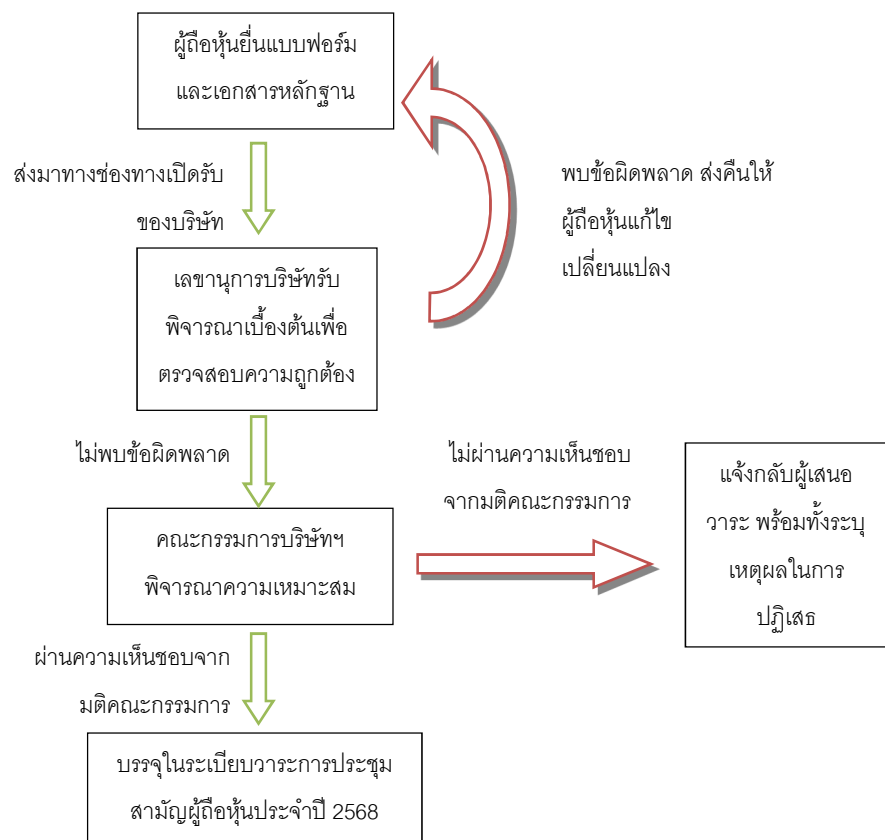 ผู้ถือหุ้นยื่นแบบฟอร์ม
และเอกสารหลักฐาน
ส่งมาทางช่องทางเปิดรับ
ของบริษัท
พบข้อผิดพลาด ส่งคืนให้
ผู้ถือหุ้นแก้ไข
เปลี่ยนแปลง
เลขานุการบริษัทรับ
พิจารณาเบื้องต้นเพื่อ
ตรวจสอบความถูกต้อง
ไม่พบข้อผิดพลาด
ไม่ผ่านความเห็นชอบ
จากมติคณะกรรมการ
แจ้งกลับผู้เสนอ
วาระ พร้อมทั้งระบุ
เหตุผลในการ
ปฏิเสธ
คณะกรรมการบริษัทฯ
พิจารณาความเหมาะสม
ผ่านความเห็นชอบจาก
มติคณะกรรมการ
บรรจุในระเบียบวาระการประชุม
สามัญผู้ถือหุ้นประจำปี 2568